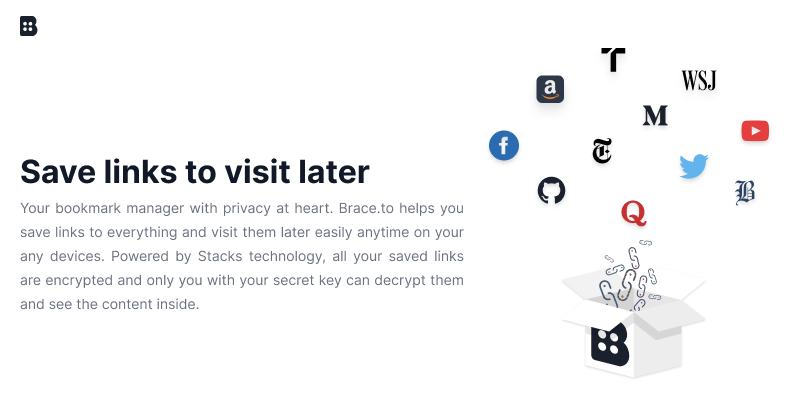 B
T
WSJ
a
M
f
T
Save links to visit later
Your bookmark manager with privacy at heart. Brace.to helps you
save links to everything and visit them later easily anytime on your
any devices. Powered by Stacks technology, all your saved links
are encrypted and only you with your secret key can decrypt them
and see the content inside.
B
Q
B